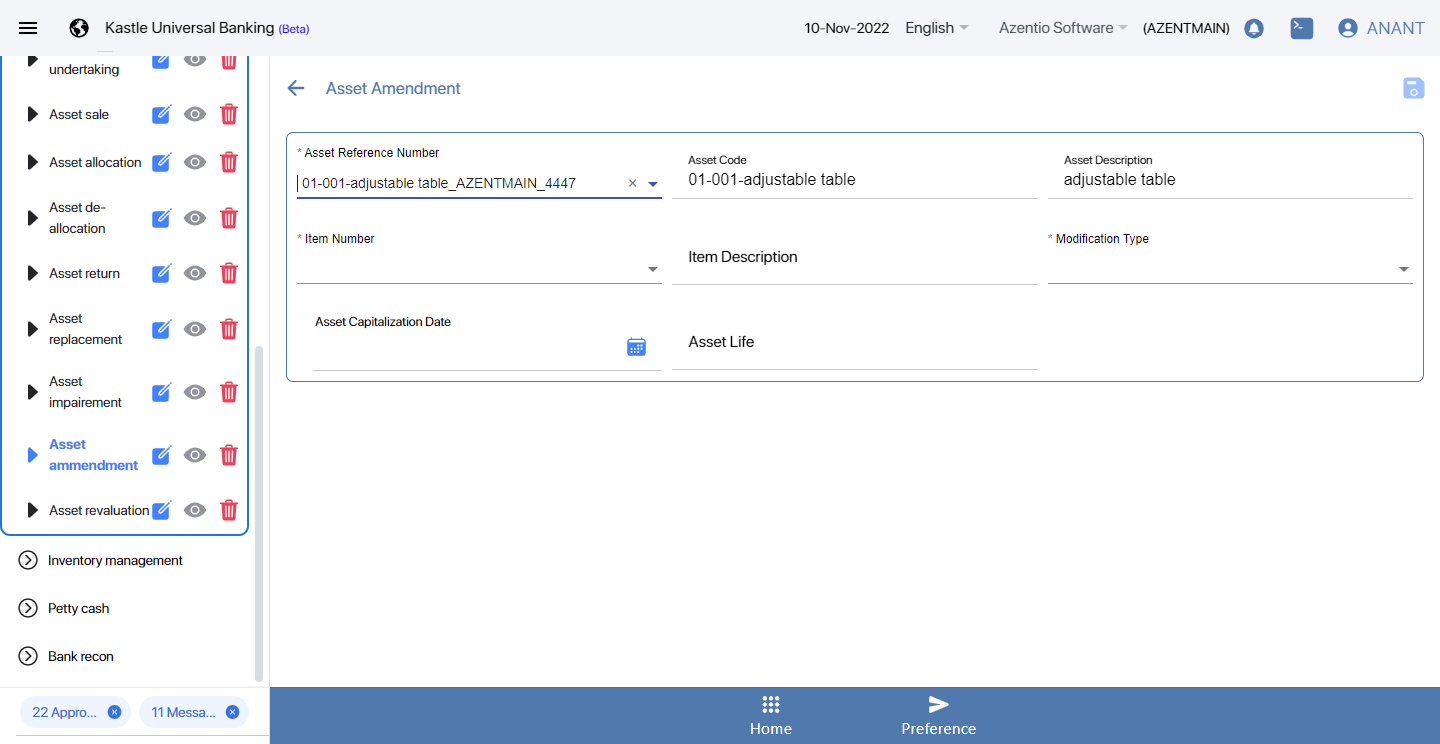 Kastle Universal Banking (Beta)
10-Nov-2022
English
Azentio Software
(AZENTMAIN)
ANANT
undertaking
Asset sale
Asset allocation
Asset de-
allocation
Asset return
Asset
replacement
Asset
impairement
Asset
ammendment
Asset revaluation
Inventory management
Petty cash
Bank recon
22 Appro...
11 Messa...
Asset Amendment
* Asset Reference Number
01-001-adjustable table_AZENTMAIN_4447
Asset Code
01-001-adjustable table
Asset Description
adjustable table
* Item Number
Item Description
* Modification Type
Asset Capitalization Date
Asset Life
Home
Preference